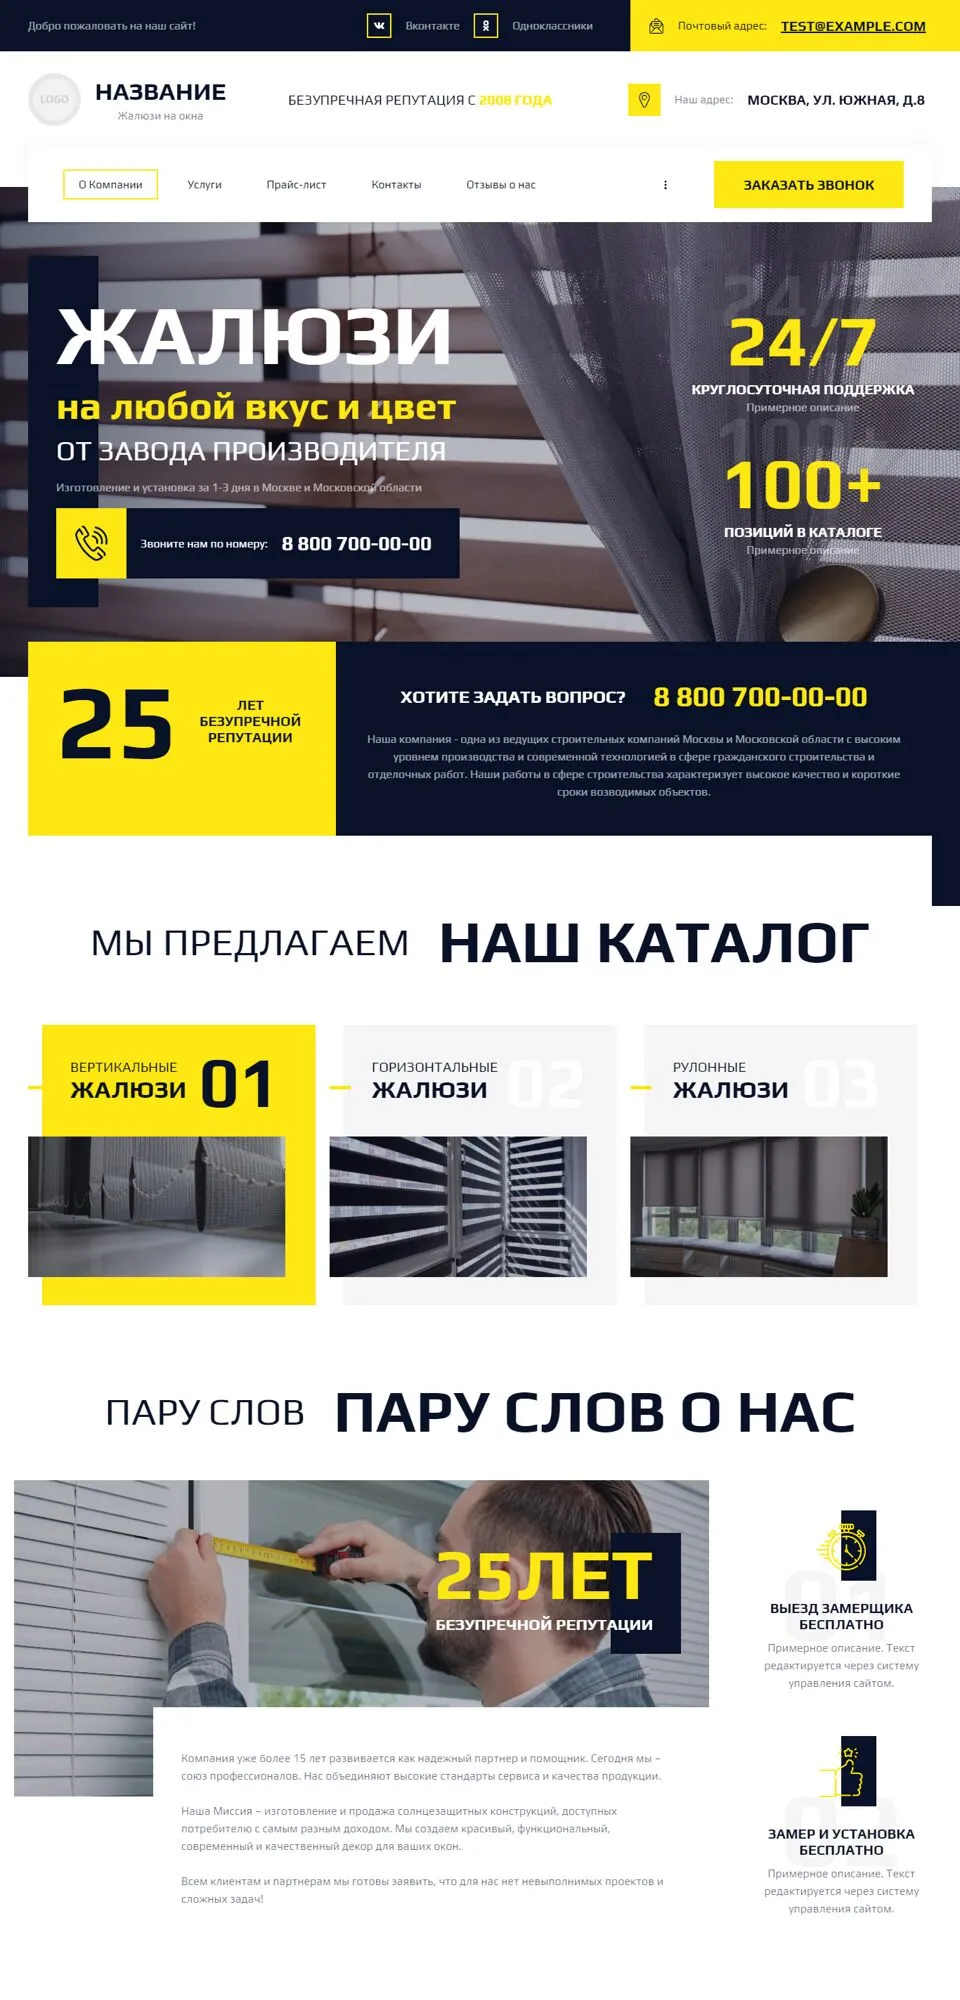 Добро пожаловать на наш сайт!
Вконтакте
Одноклассники
Почтовый адрес: TEST@EXAMPLE.COM
LOGO
НАЗВАНИЕ
Жалюзи на окна
БЕЗУПРЕЧНАЯ РЕПУТАЦИЯ С 2008 ГОДА
Наш адрес: МОСКВА, УЛ. ЮЖНАЯ, Д.8
О Компании
Услуги
Прайс-лист
Контакты
Отзывы о нас
ЗАКАЗАТЬ ЗВОНОК
ЖАЛЮЗИ
на любой вкус и цвет
ОТ ЗАВОДА ПРОИЗВОДИТЕЛЯ
Изготовление и установка за 1-3 дня в Москве и Московской области
Звоните нам по номеру: 8 800 700-00-00
24/7
24/7
КРУГЛОСУТОЧНАЯ ПОДДЕРЖКА
Примерное описание
100+
100+
ПОЗИЦИЙ В КАТАЛОГЕ
Примерное описание
25
ЛЕТ
БЕЗУПРЕЧНОЙ
РЕПУТАЦИИ
ХОТИТЕ ЗАДАТЬ ВОПРОС? 8 800 700-00-00
Наша компания - одна из ведущих строительных компаний Москвы и Московской области с высоким
уровнем производства и современной технологией в сфере гражданского строительства и
отделочных работ. Наши работы в сфере строительства характеризует высокое качество и короткие
сроки возводимых объектов.
МЫ ПРЕДЛАГАЕМ НАШ КАТАЛОГ
ВЕРТИКАЛЬНЫЕ
ЖАЛЮЗИ
01
ГОРИЗОНТАЛЬНЫЕ
ЖАЛЮЗИ
02
РУЛОННЫЕ
ЖАЛЮЗИ
03
ПАРУ СЛОВ ПАРУ СЛОВ О НАС
25ЛЕТ
БЕЗУПРЕЧНОЙ РЕПУТАЦИИ
Компания уже более 15 лет развивается как надежный партнер и помощник. Сегодня мы –
союз профессионалов. Нас объединяют высокие стандарты сервиса и качества продукции.
Наша Миссия – изготовление и продажа солнцезащитных конструкций, доступных
потребителю с самым разным доходом. Мы создаем красивый, функциональный,
современный и качественный декор для ваших окон.
Всем клиентам и партнерам мы готовы заявить, что для нас нет невыполнимых проектов и
сложных задач!
01
ВЫЕЗД ЗАМЕРЩИКА
БЕСПЛАТНО
Примерное описание. Текст
редактируется через систему
управления сайтом.
02
ЗАМЕР И УСТАНОВКА
БЕСПЛАТНО
Примерное описание. Текст
редактируется через систему
управления сайтом.